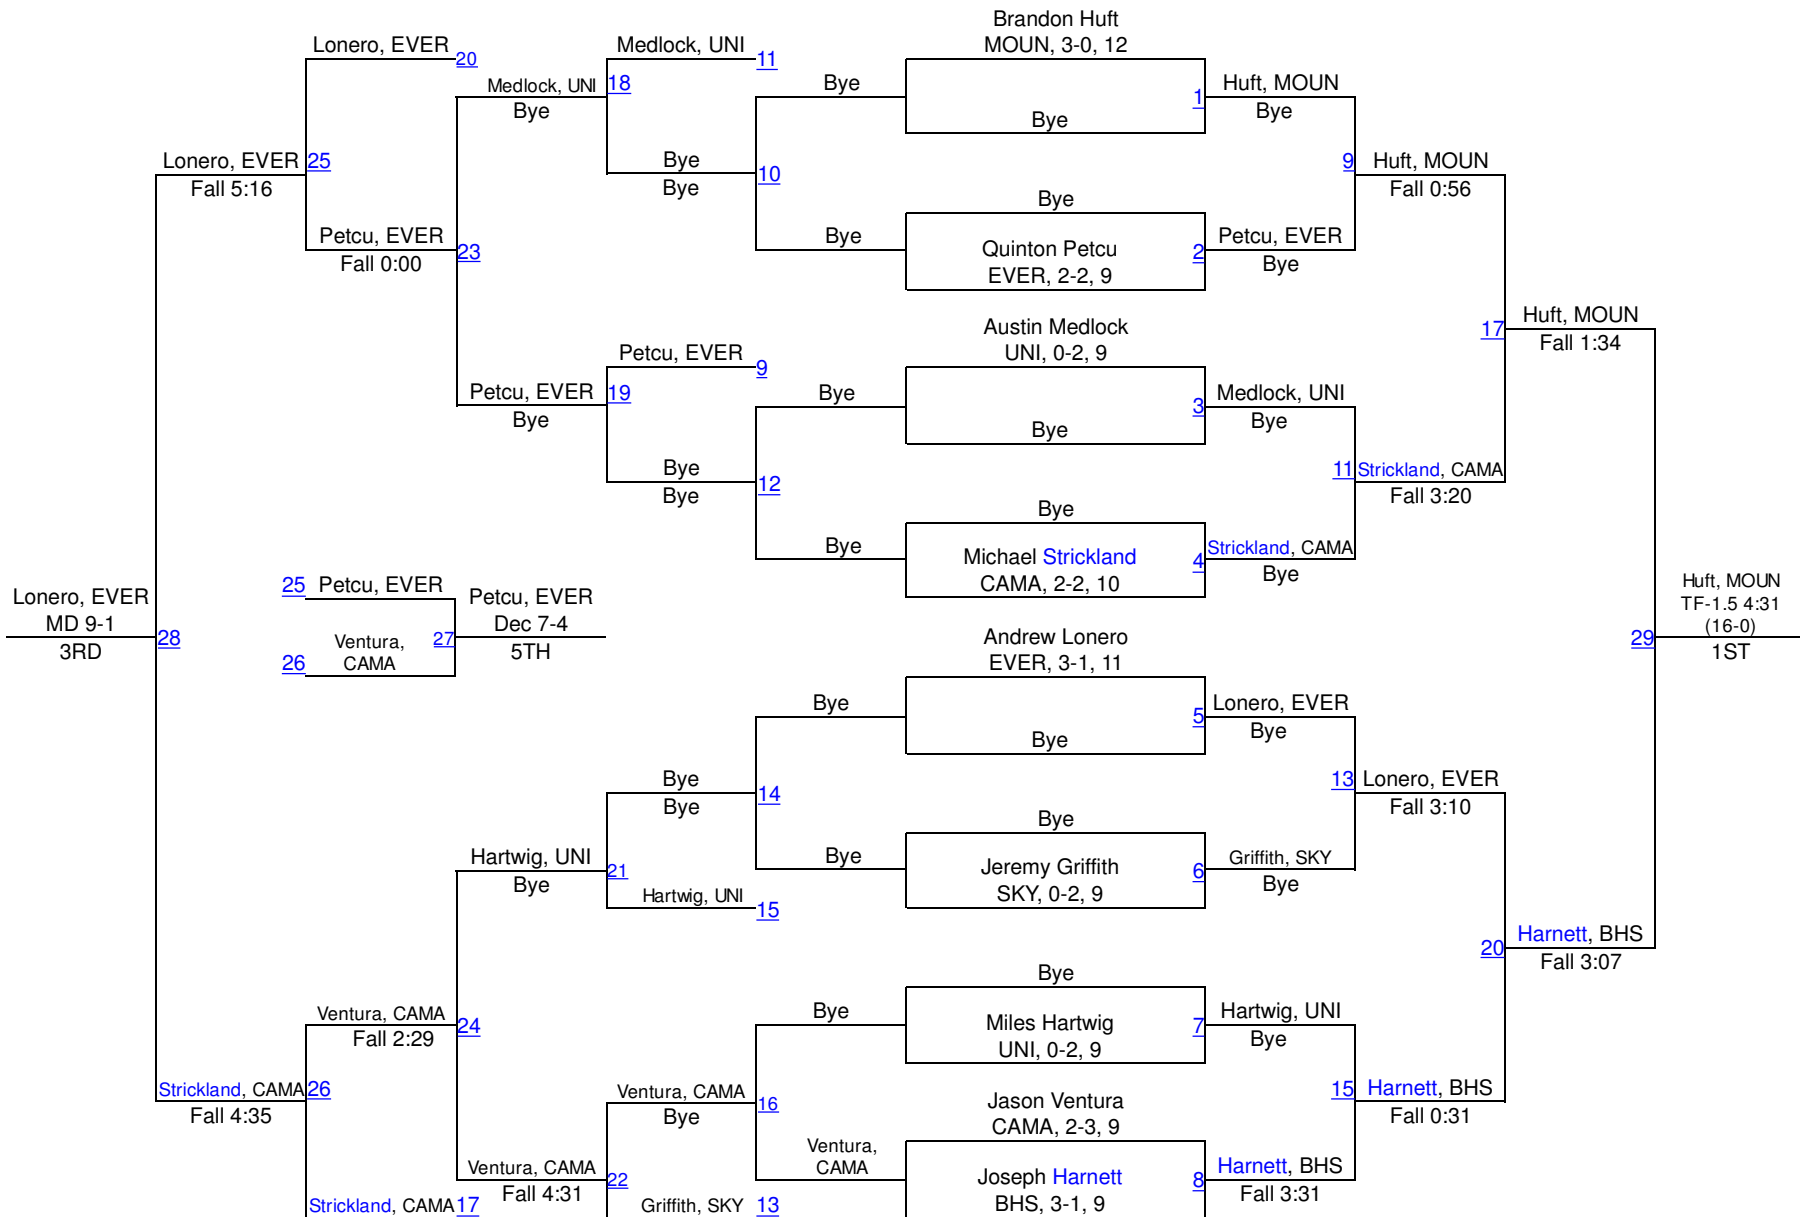 Brandon Huft
MOUN, 3-0, 12
Lonero, EVER
20
Medlock, UNI
11
Medlock, UNI
18
Bye
Bye
Bye
1
Huft, MOUN
Bye
Lonero, EVER
25
Fall 5:16
Bye
10
Bye
9
Huft, MOUN
Fall 0:56
Petcu, EVER
23
Fall 0:00
Bye
Bye
Quinton Petcu
EVER, 2-2, 9
2
Petcu, EVER
Bye
Austin Medlock
UNI, 0-2, 9
17
Huft, MOUN
Fall 1:34
Petcu, EVER
9
Petcu, EVER
19
Bye
Bye
Bye
3
Medlock, UNI
Bye
Bye
12
Bye
11
Strickland, CAMA
Fall 3:20
Bye
Bye
Michael Strickland
CAMA, 2-2, 10
4
Strickland, CAMA
Bye
Lonero, EVER
MD 9-1
3RD
28
25
Petcu, EVER
Ventura,
CAMA
26
27
Petcu, EVER
Dec 7-4
5TH
Huft, MOUN
TF-1.5 4:31
(16-0)
1ST
29
Andrew Lonero
EVER, 3-1, 11
Bye
Bye
5
Lonero, EVER
Bye
Bye
14
Bye
13
Lonero, EVER
Fall 3:10
Hartwig, UNI
21
Bye
Hartwig, UNI
15
Bye
Bye
Jeremy Griffith
SKY, 0-2, 9
6
Griffith, SKY
Bye
20
Harnett, BHS
Fall 3:07
Ventura, CAMA
24
Fall 2:29
Bye
Bye
Miles Hartwig
UNI, 0-2, 9
7
Hartwig, UNI
Bye
Strickland, CAMA
26
Fall 4:35
Ventura, CAMA
16
Bye
Jason Ventura
CAMA, 2-3, 9
15
Harnett, BHS
Fall 0:31
Ventura, CAMA
22
Fall 4:31
Ventura,
CAMA
Joseph Harnett
BHS, 3-1, 9
8
Harnett, BHS
Fall 3:31
Strickland, CAMA
17
Griffith, SKY
13